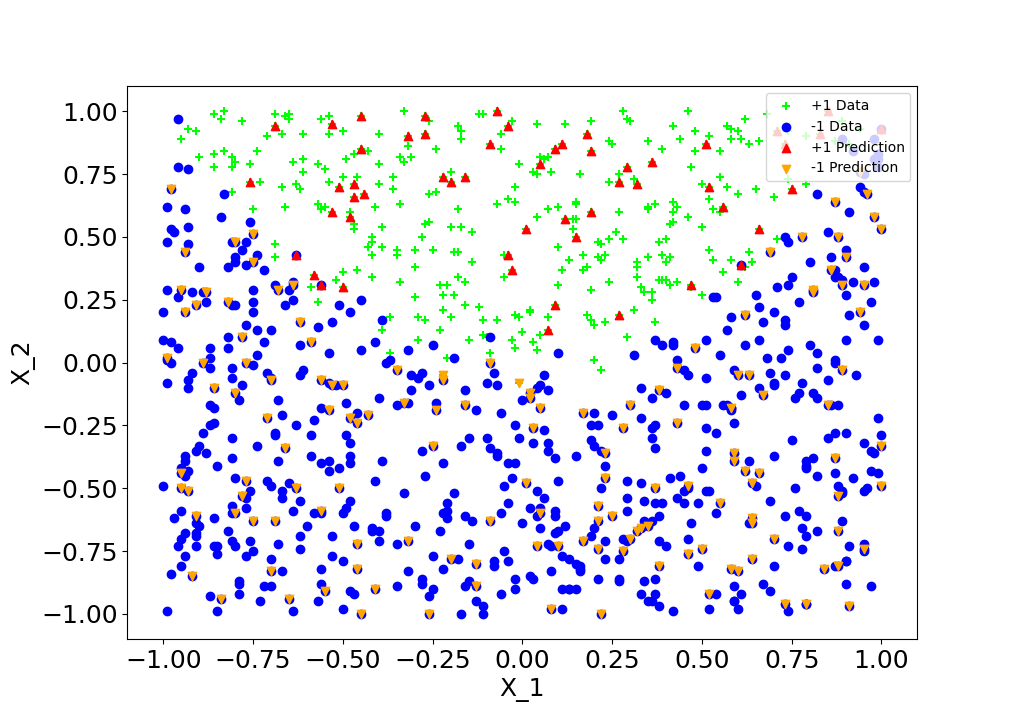 1.00
0.75
0.50
0.25
0.00
−0.25
−0.50
−0.75
−1.00
X_2
−1.00 −0.75 −0.50 −0.25 0.00 0.25 0.50 0.75 1.00
X_1
+1 Data
-1 Data
+1 Prediction
-1 Prediction